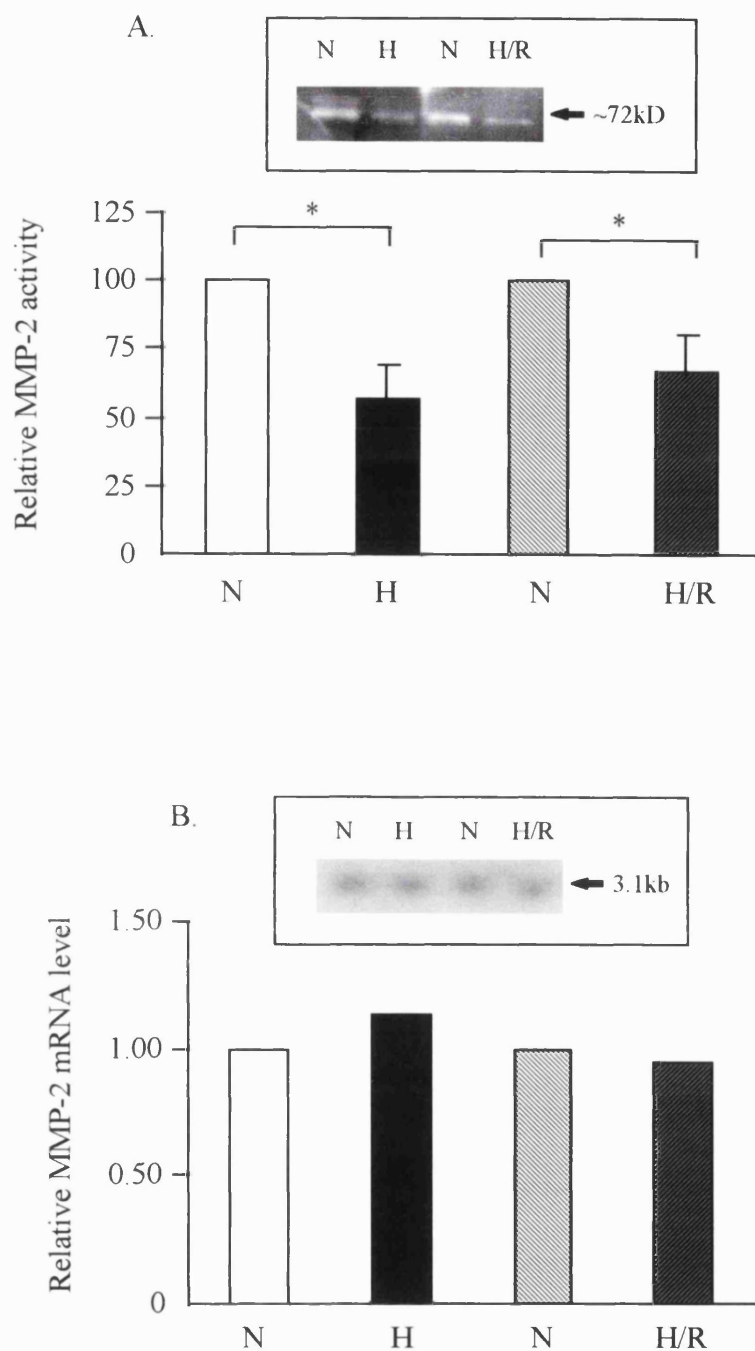 A.
N H N H/R
~72kD
Relative MMP-2 activity
125
100
75
50
25
0
* *
N H N H/R
B.
N H N H/R
3.1kb
Relative MMP-2 mRNA level
1.50
1.00
0.50
0
N H N H/R